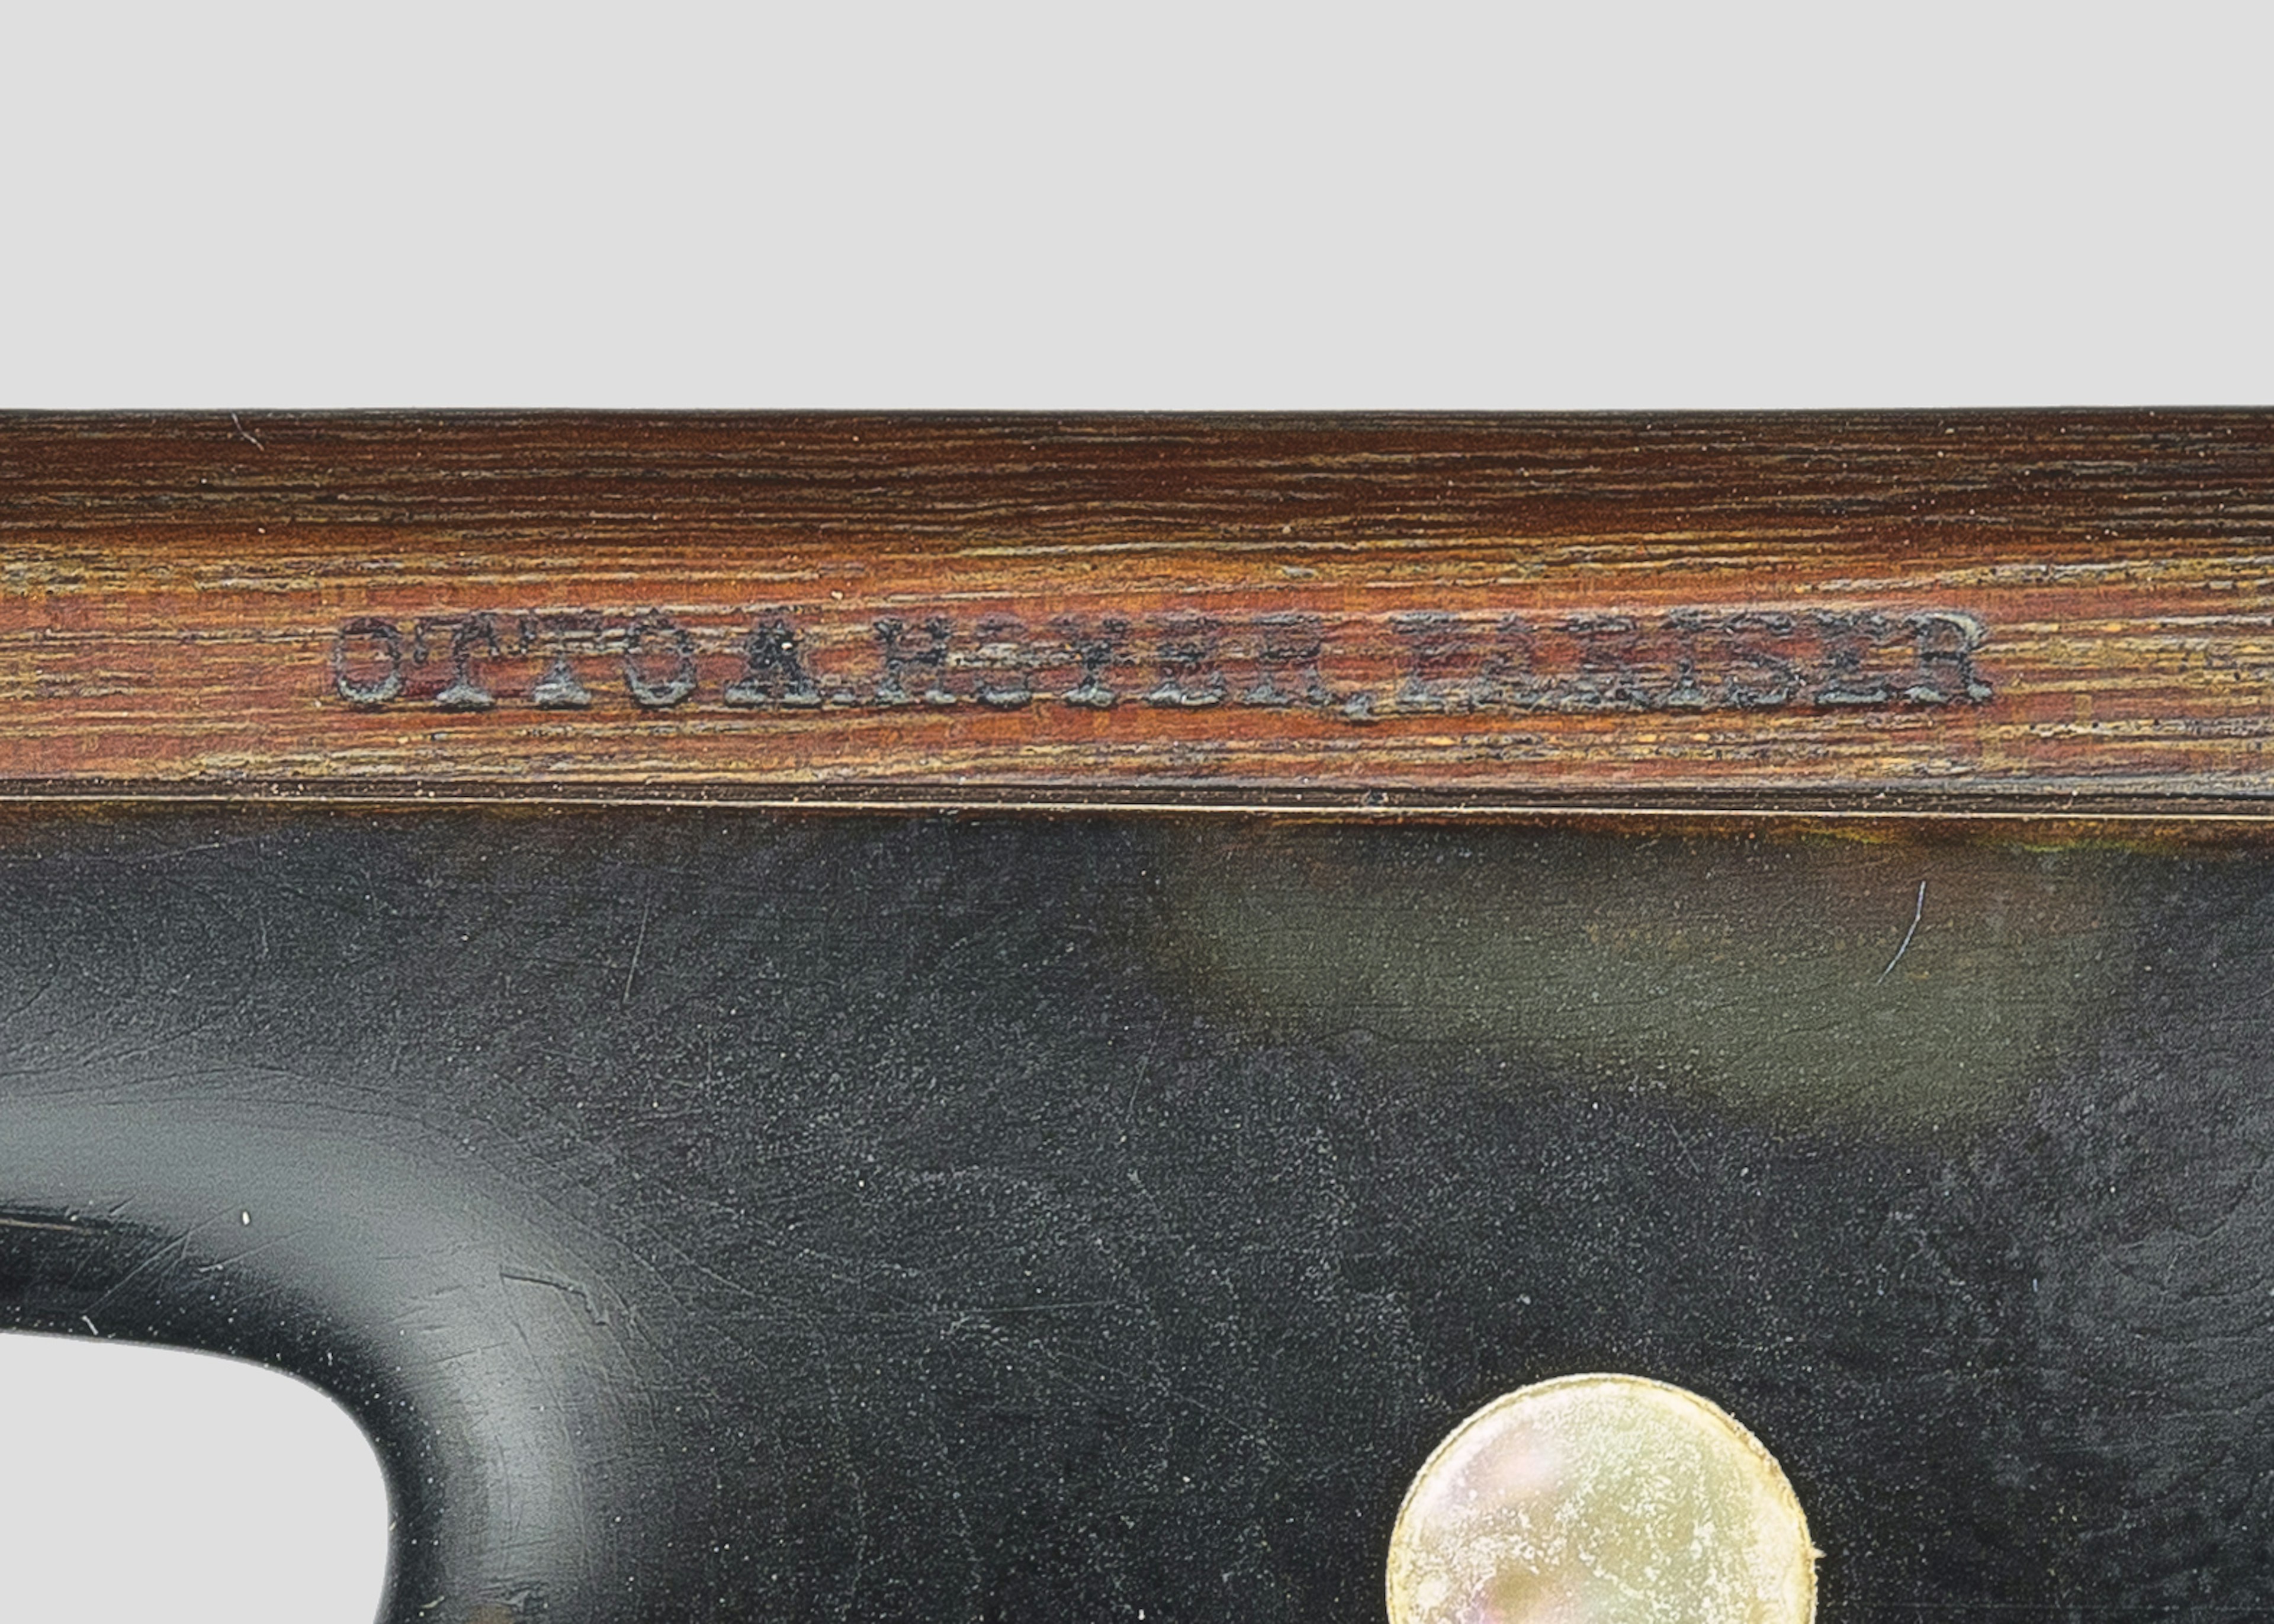 OTTO A. HOYER, PARISER